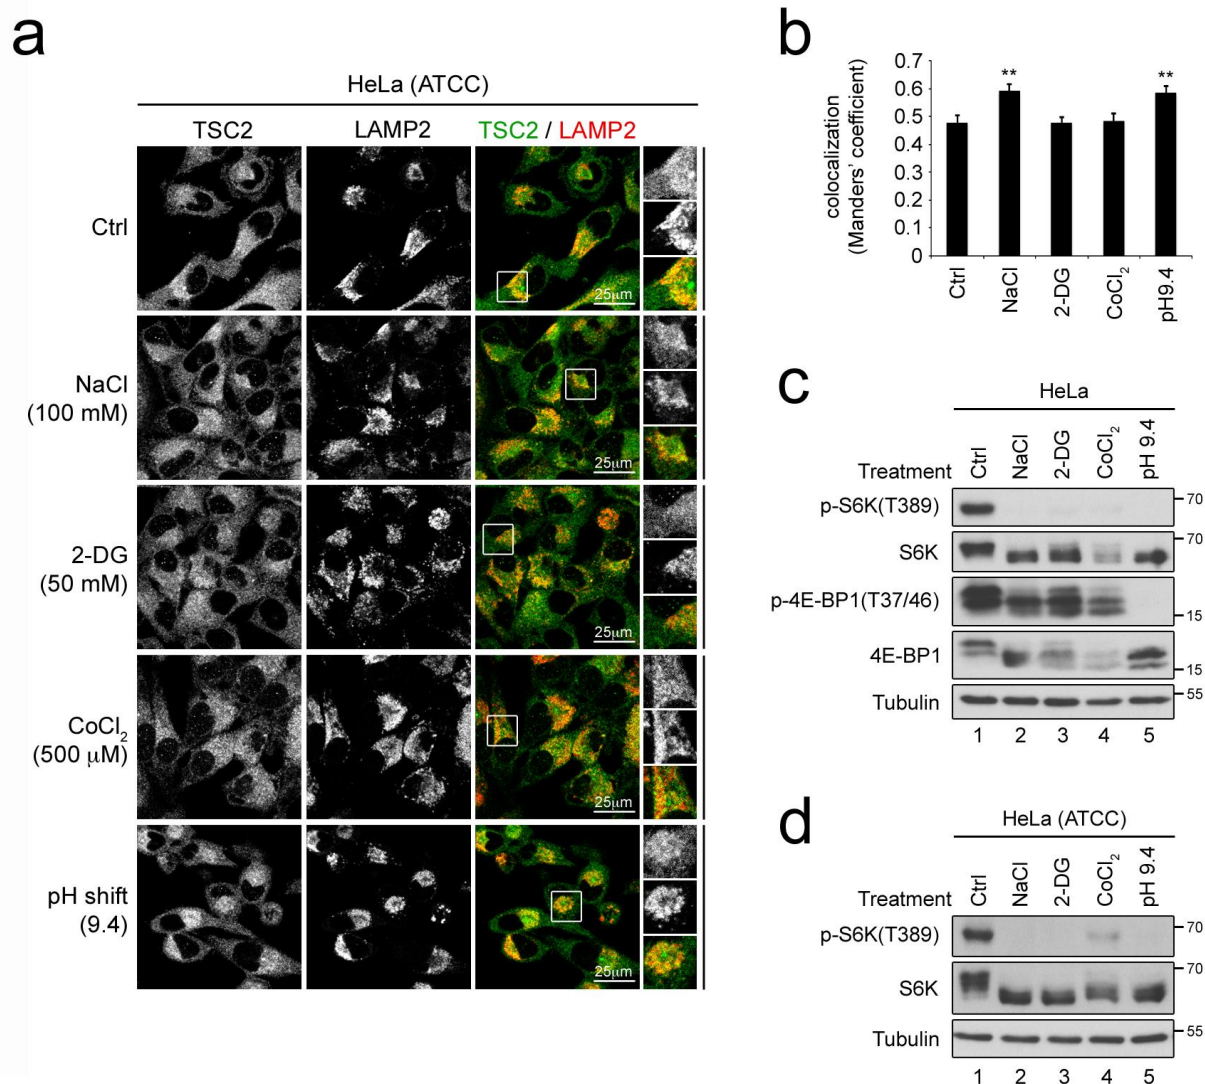 a
HeLa (ATCC)
TSC2 LAMP2 TSC2 / LAMP2
Ctrl
25μm
NaCl
(100 mM)
25μm
2-DG
(50 mM)
25μm
CoCl₂
(500 μM)
25μm
pH shift
(9.4)
25μm
b
colocalization
(Manders' coefficient)
0.7
0.6
0.5
0.4
0.3
0.2
0.1
0
** **
Ctrl NaCl 2-DG CoCl₂ pH9.4
c
HeLa
Treatment Ctrl NaCl 2-DG CoCl₂ pH 9.4
p-S6K(T389) 70
S6K 70
p-4E-BP1(T37/46) 15
4E-BP1 15
Tubulin 55
1 2 3 4 5
d
HeLa (ATCC)
Treatment Ctrl NaCl 2-DG CoCl₂ pH 9.4
p-S6K(T389) 70
S6K 70
Tubulin 55
1 2 3 4 5